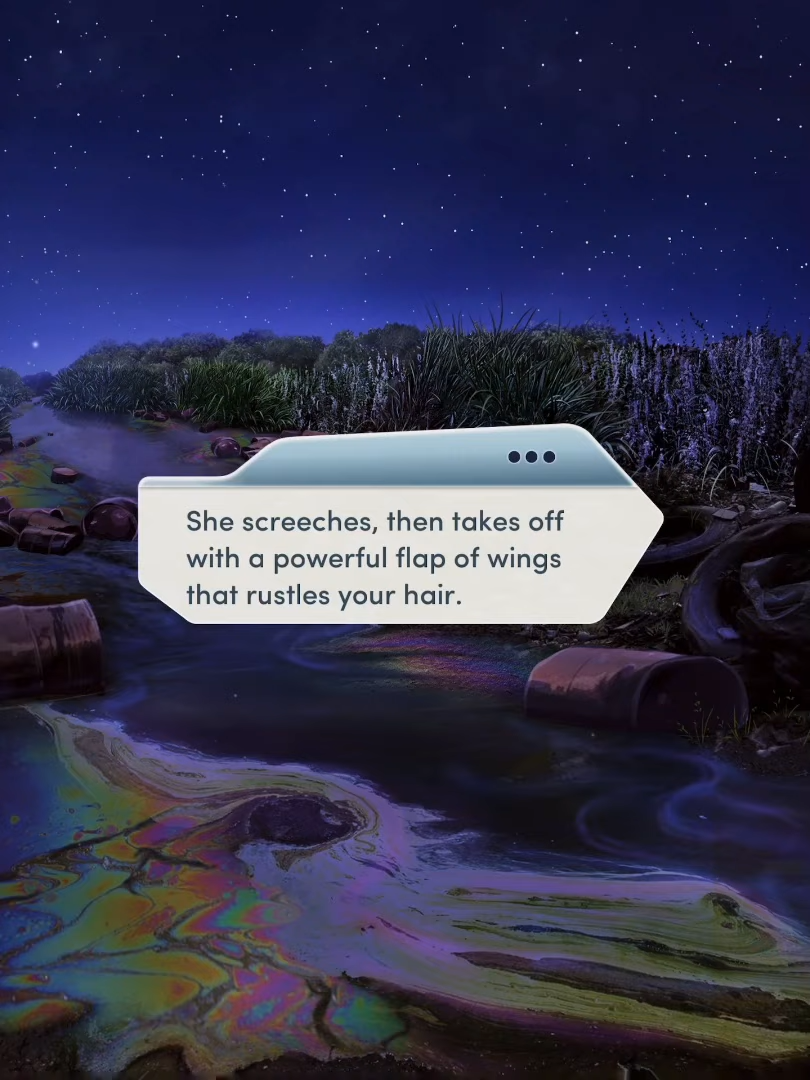 She screeches, then takes off
with a powerful flap of wings
that rustles your hair.